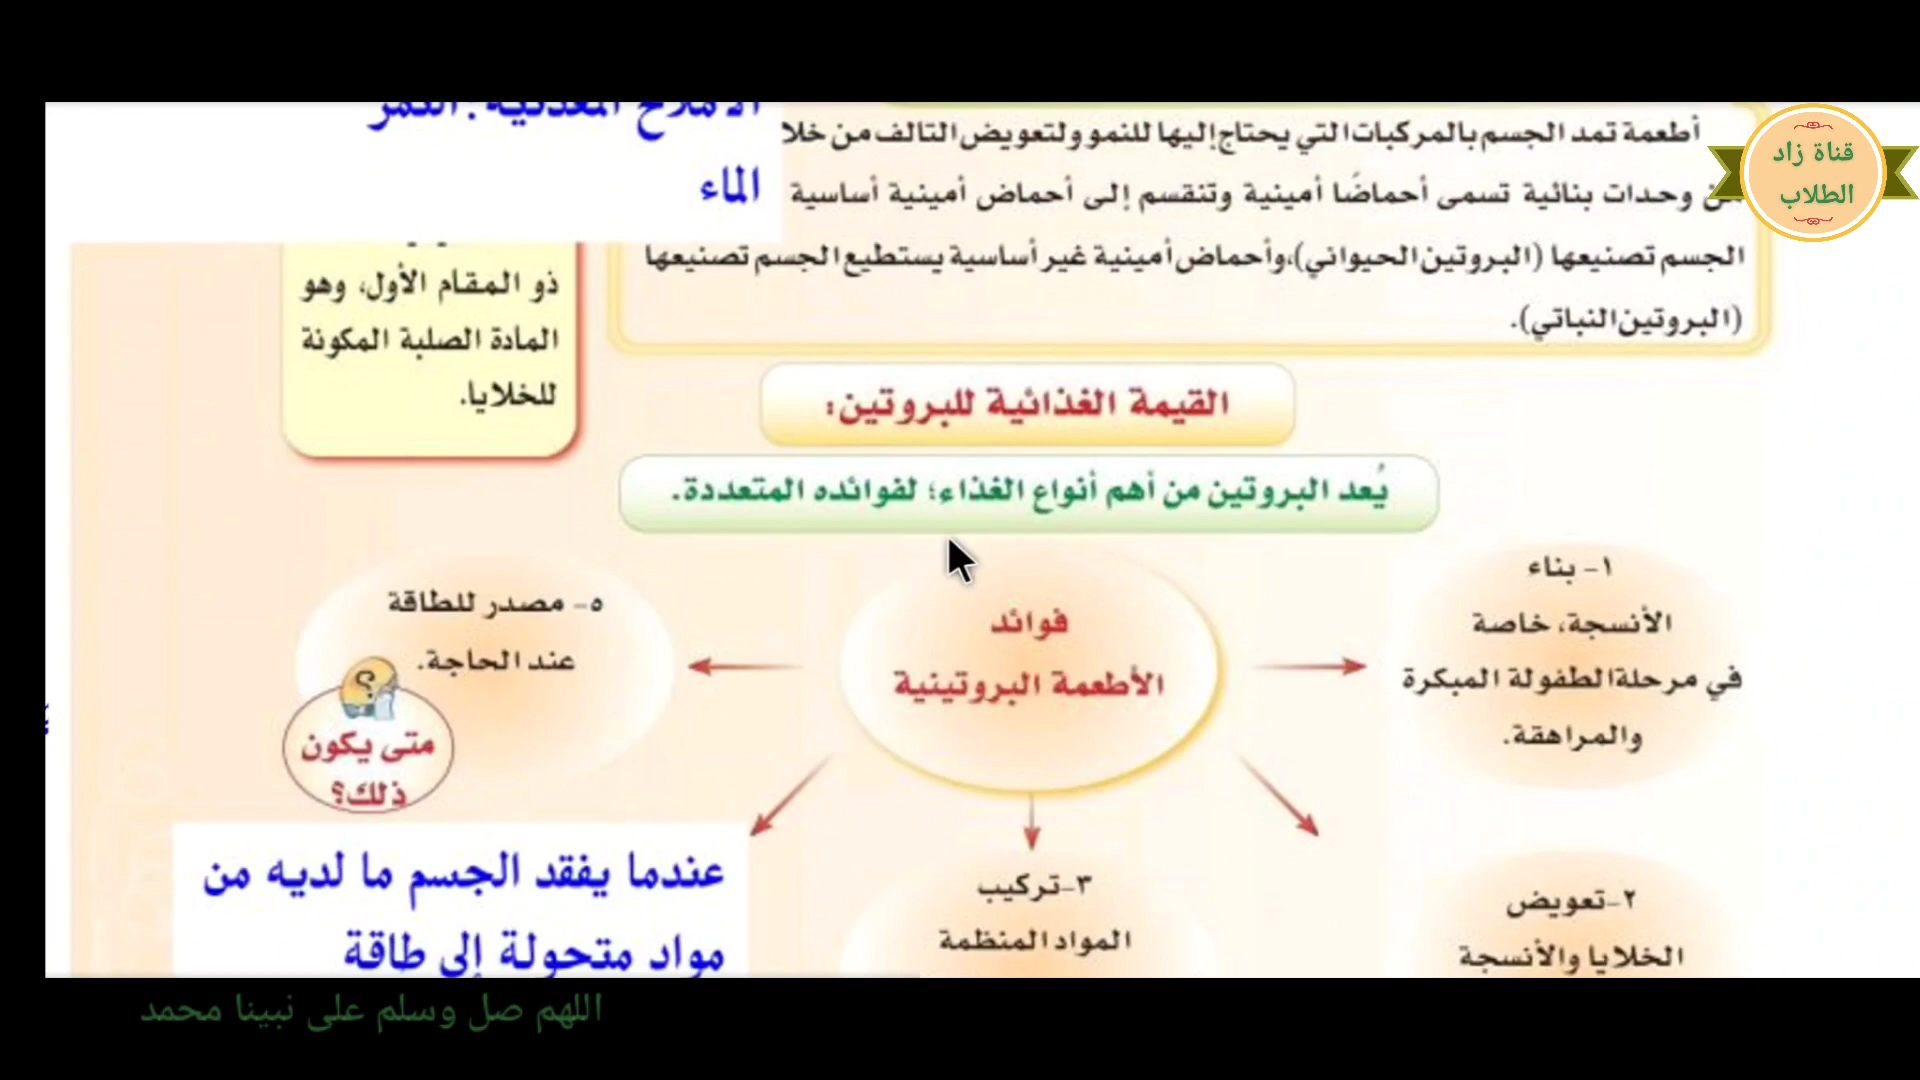 الأملاح المعدنية: التمر
الماء
أطعمة تمد الجسم بالمركبات التي يحتاج إليها للنمو ولتعويض التالف من خلا
من وحدات بنائية تسمى أحماضًا أمينية وتنقسم إلى أحماض أمينية أساسية
الجسم تصنيعها (البروتين الحيواني)،وأحماض أمينية غير أساسية يستطيع الجسم تصنيعها
(البروتين النباتي).
قناة زاد
الطلاب
ذو المقام الأول، وهو
المادة الصلبة المكونة
للخلايا.
القيمة الغذائية للبروتين:
يُعد البروتين من أهم أنواع الغذاء؛ لفوائده المتعددة.
فوائد
الأطعمة البروتينية
١- بناء
الأنسجة، خاصة
في مرحلة الطفولة المبكرة
والمراهقة.
٢-تعويض
الخلايا والأنسجة
٣-تركيب
المواد المنظمة
٥- مصدر للطاقة
عند الحاجة.
متى يكون
ذلك؟
عندما يفقد الجسم ما لديه من
مواد متحولة إلى طاقة
اللهم صل وسلم على نبينا محمد